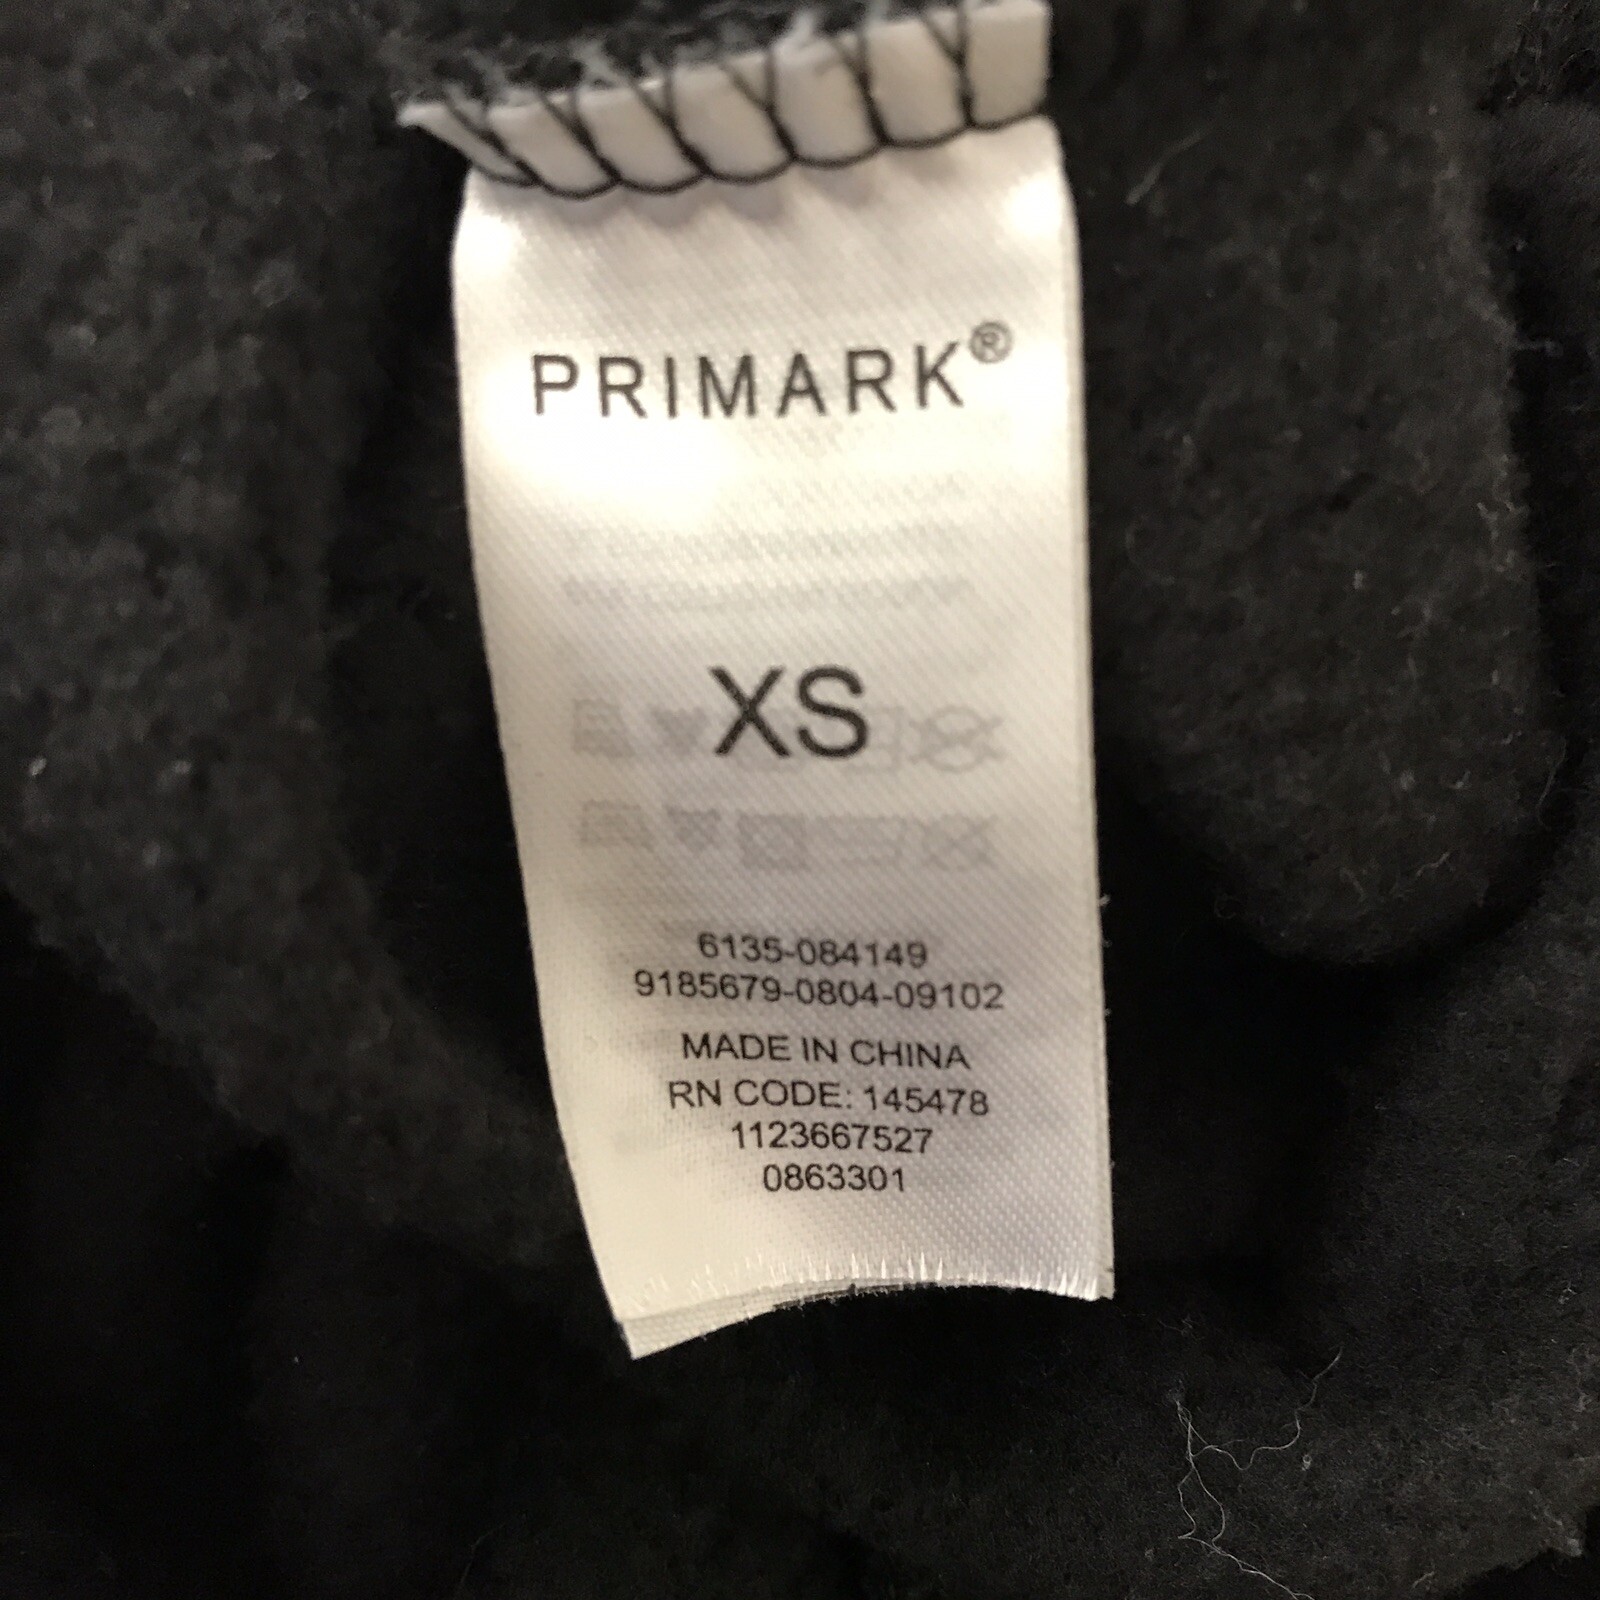 PRIMARK®
XS
6135-084149
9185679-0804-09102
MADE IN CHINA
RN CODE: 145478
1123667527
0863301